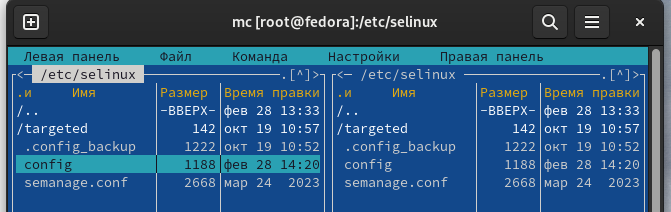 mc [root@fedora]:/etc/selinux
Левая панель Файл Команда Настройки Правая панель
<— /etc/selinux .[^]> <— /etc/selinux .[^]>
.и Имя Размер Время правки .и Имя Размер Время правки
/.. -ВВЕРХ- фев 28 13:33 /.. -ВВЕРХ- фев 28 13:33
/targeted 142 окт 19 10:57 /targeted 142 окт 19 10:57
.config_backup 1222 окт 19 10:52 .config_backup 1222 окт 19 10:52
config 1188 фев 28 14:20 config 1188 фев 28 14:20
semanage.conf 2668 мар 24 2023 semanage.conf 2668 мар 24 2023